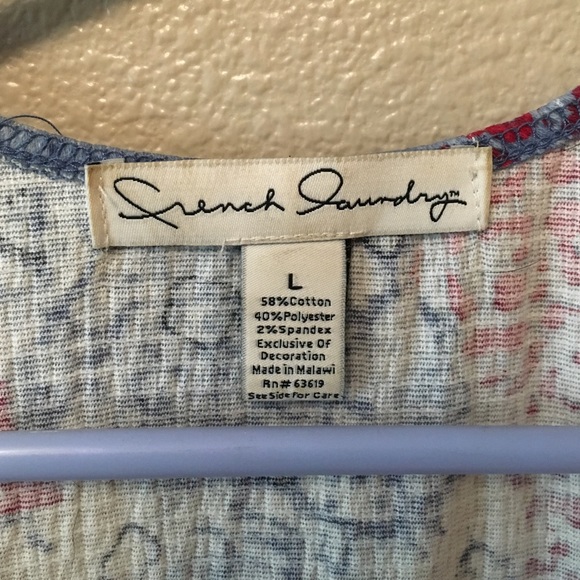 French Laundry™
L
58%Cotton
40%Polyester
2%Spandex
Exclusive Of
Decoration
Made in Malawi
Rn# 63619
See Side For Care